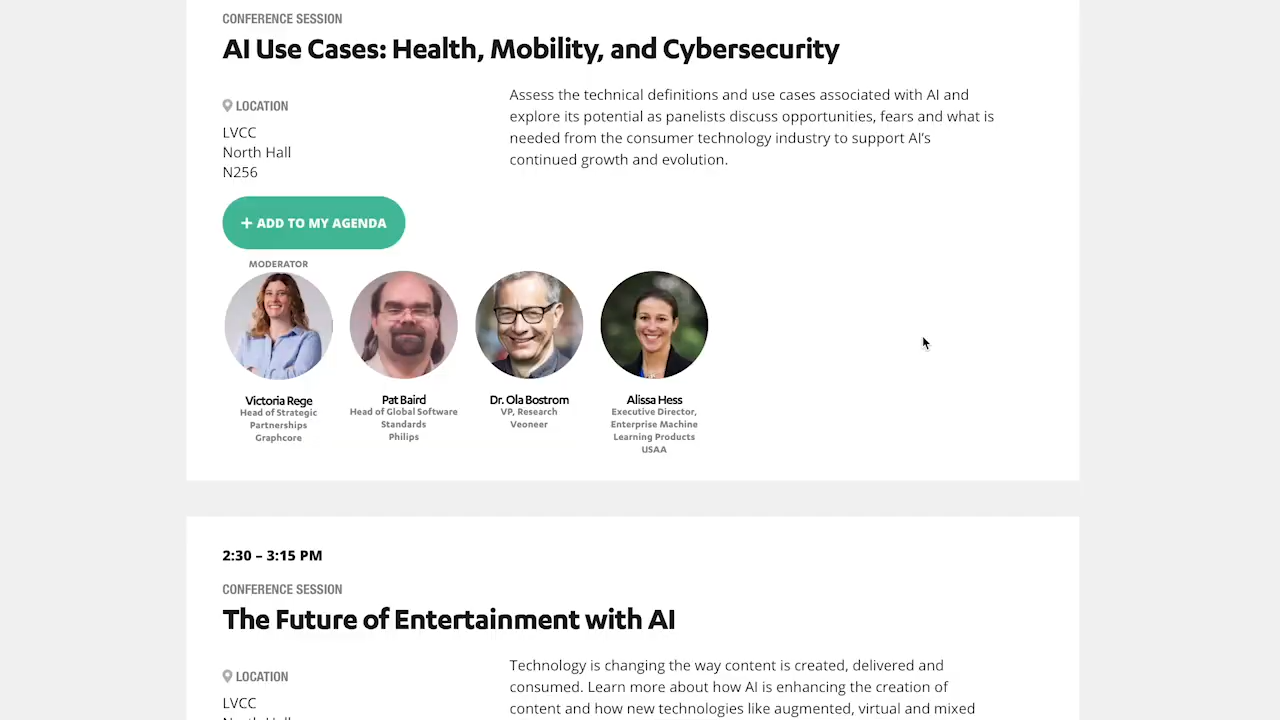 CONFERENCE SESSION
AI Use Cases: Health, Mobility, and Cybersecurity
LOCATION
LVCC
North Hall
N256
Assess the technical definitions and use cases associated with AI and
explore its potential as panelists discuss opportunities, fears and what is
needed from the consumer technology industry to support AI's
continued growth and evolution.
+ ADD TO MY AGENDA
MODERATOR
Victoria Rege
Head of Strategic
Partnerships
Graphcore
Pat Baird
Head of Global Software
Standards
Philips
Dr. Ola Bostrom
VP, Research
Veoneer
Alissa Hess
Executive Director,
Enterprise Machine
Learning Products
USAA
2:30 – 3:15 PM
CONFERENCE SESSION
The Future of Entertainment with AI
LOCATION
LVCC
North Hall
Technology is changing the way content is created, delivered and
consumed. Learn more about how AI is enhancing the creation of
content and how new technologies like augmented, virtual and mixed